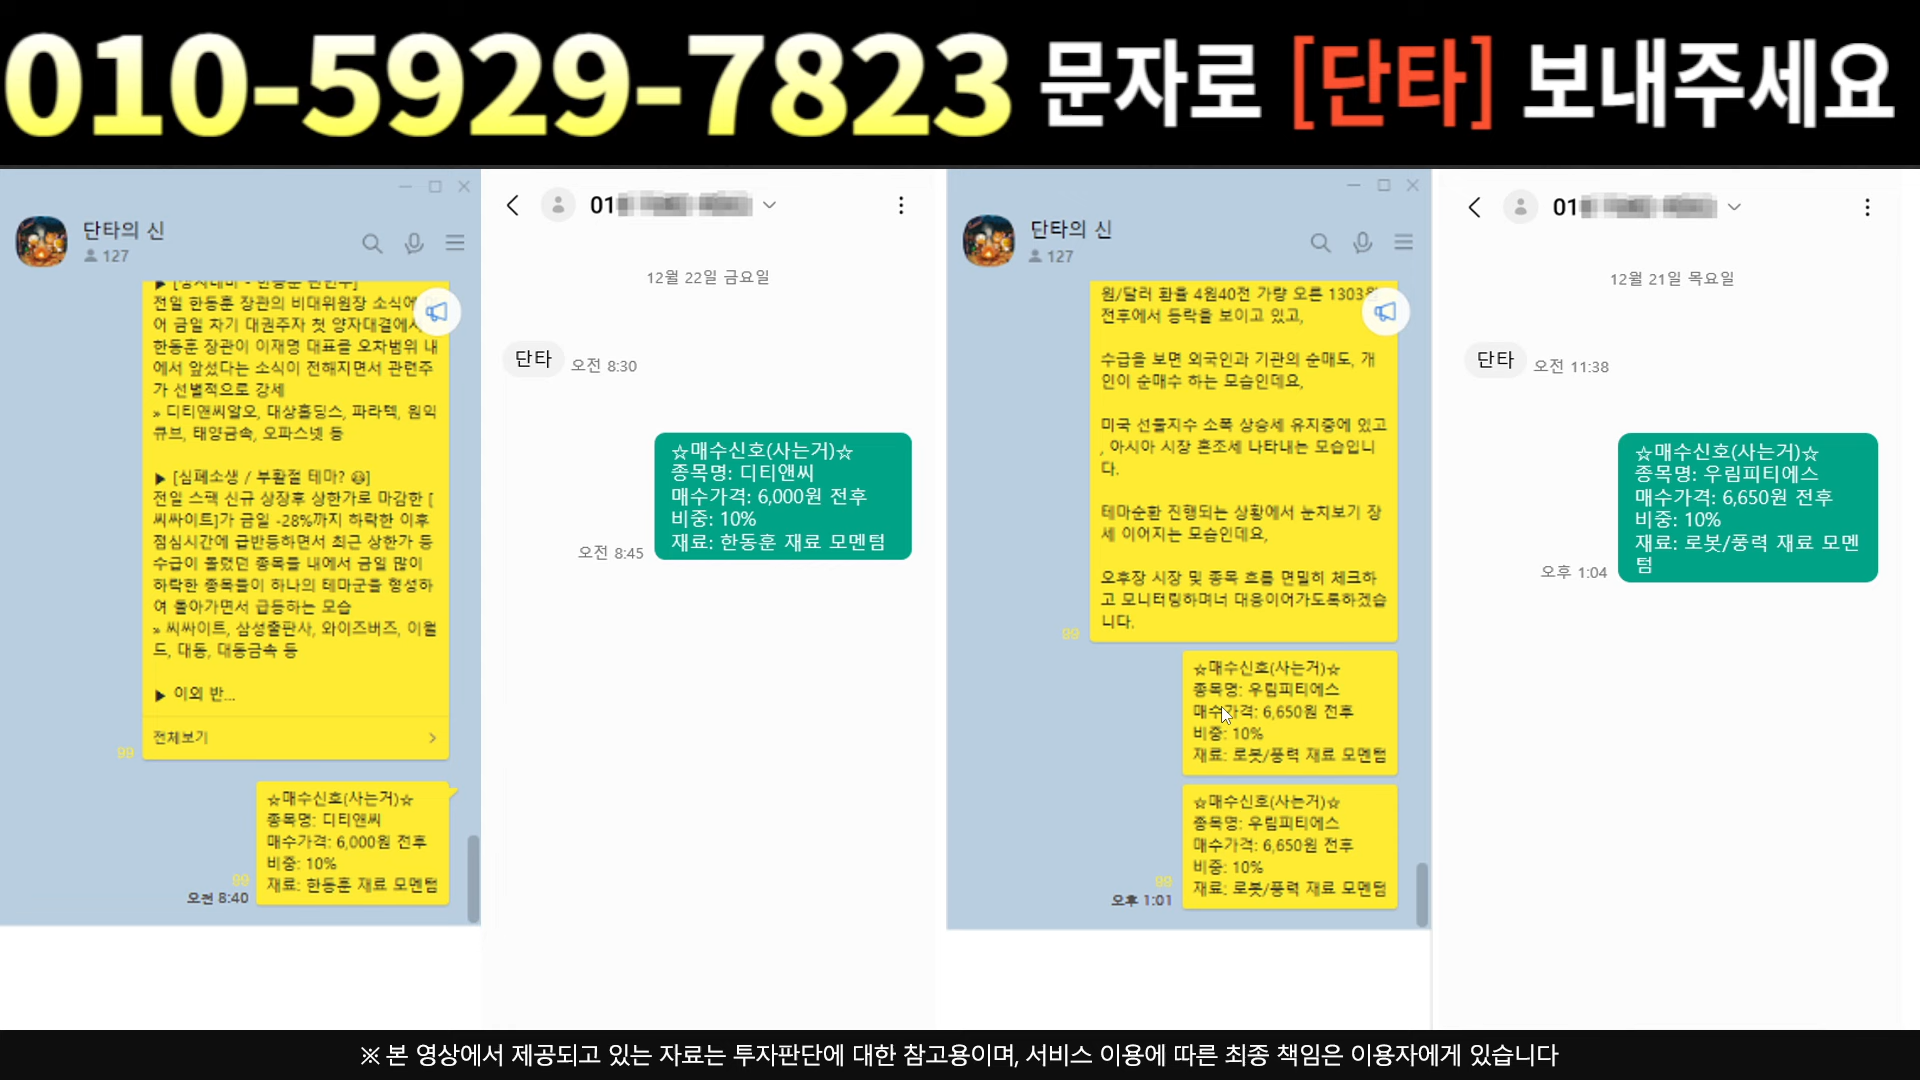 010-5929-7823 문자로 [단타] 보내주세요
단타의 신
127
전일 한동훈 장관의 비대위원장 소식에
어 금일 차기 대권주자 첫 양자대결에서
한동훈 장관이 이재명 대표를 오차범위 내
에서 앞섰다는 소식이 전해지면서 관련주
가 선별적으로 강세
» 디티앤씨알오, 대상홀딩스, 파라텍, 원익
큐브, 태양금속, 오파스넷 등
▶ [심폐소생 / 부활절 테마? 😆]
전일 스팩 신규 상장후 상한가로 마감한 [
씨싸이트]가 금일 -28%까지 하락한 이후
점심시간에 급반등하면서 최근 상한가 등
수급이 몰렸던 종목들 내에서 금일 많이
하락한 종목들이 하나의 테마군을 형성하
여 돌아가면서 급등하는 모습
» 씨싸이트, 삼성출판사, 와이즈버즈, 이월
드, 대동, 대동금속 등
▶ 이외 반...
전체보기
99
☆매수신호(사는거)☆
종목명: 디티앤씨
매수가격: 6,000원 전후
비중: 10%
재료: 한동훈 재료 모멘텀
99
오전 8:40
01
12월 22일 금요일
단타
오전 8:30
☆매수신호(사는거)☆
종목명: 디티앤씨
매수가격: 6,000원 전후
비중: 10%
재료: 한동훈 재료 모멘텀
오전 8:45
단타의 신
127
원/달러 환율 4원40전 가량 오른 1303원
전후에서 등락을 보이고 있고,
수급을 보면 외국인과 기관의 순매도, 개
인이 순매수 하는 모습인데요,
미국 선물지수 소폭 상승세 유지중에 있고
, 아시아 시장 혼조세 나타내는 모습입니
다.
테마순환 진행되는 상황에서 눈치보기 장
세 이어지는 모습인데요,
오후장 시장 및 종목 흐름 면밀히 체크하
고 모니터링하며너 대응이어가도록하겠습
니다.
99
☆매수신호(사는거)☆
종목명: 우림피티에스
매수가격: 6,650원 전후
비중: 10%
재료: 로봇/풍력 재료 모멘텀
☆매수신호(사는거)☆
종목명: 우림피티에스
매수가격: 6,650원 전후
비중: 10%
재료: 로봇/풍력 재료 모멘텀
99
오후 1:01
01
12월 21일 목요일
단타
오전 11:38
☆매수신호(사는거)☆
종목명: 우림피티에스
매수가격: 6,650원 전후
비중: 10%
재료: 로봇/풍력 재료 모멘
텀
오후 1:04
※ 본 영상에서 제공되고 있는 자료는 투자판단에 대한 참고용이며, 서비스 이용에 따른 최종 책임은 이용자에게 있습니다